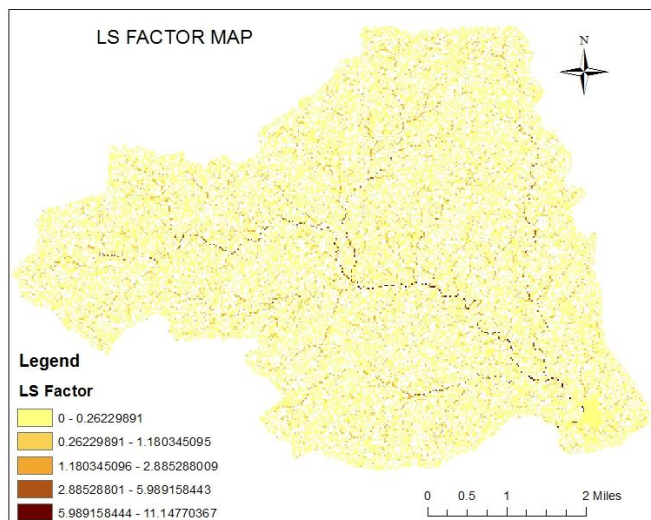 LS FACTOR MAP
N
Legend
LS Factor
0 - 0.26229891
0.26229891 - 1.180345095
1.180345096 - 2.885288009
2.88528801 - 5.989158443
5.989158444 - 11.14770367
0 0.5 1 2 Miles